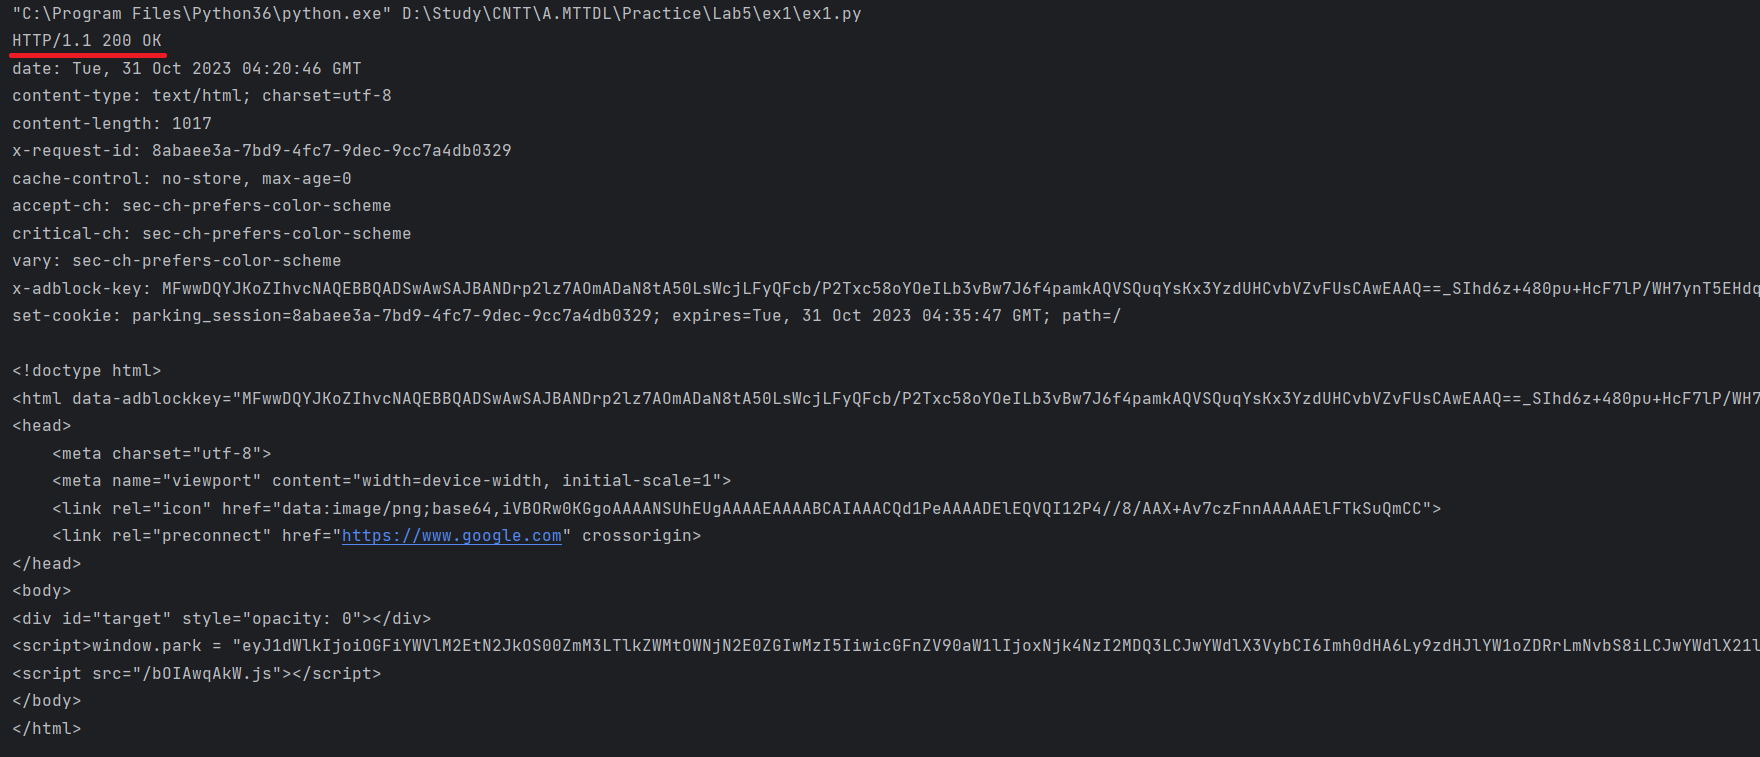 "C:\Program Files\Python36\python.exe" D:\Study\CNTT\A.MTTDL\Practice\Lab5\ex1\ex1.py
HTTP/1.1 200 OK
date: Tue, 31 Oct 2023 04:20:46 GMT
content-type: text/html; charset=utf-8
content-length: 1017
x-request-id: 8abaee3a-7bd9-4fc7-9dec-9cc7a4db0329
cache-control: no-store, max-age=0
accept-ch: sec-ch-prefers-color-scheme
critical-ch: sec-ch-prefers-color-scheme
vary: sec-ch-prefers-color-scheme
x-adblock-key: MFwwDQYJKoZIhvcNAQEBBQADSwAwSAJBANDrp2lz7AOmADaN8tA50LsWcjLFyQFcb/P2Txc58oYOeILb3vBw7J6f4pamkAQVSQuqYsKx3YzdUHCvbVZvFUsCAwEAAQ==_SIhd6z+480pu+HcF7lP/WH7ynT5EHdq
set-cookie: parking_session=8abaee3a-7bd9-4fc7-9dec-9cc7a4db0329; expires=Tue, 31 Oct 2023 04:35:47 GMT; path=/
<!doctype html>
<html data-adblockkey="MFwwDQYJKoZIhvcNAQEBBQADSwAwSAJBANDrp2lz7AOmADaN8tA50LsWcjLFyQFcb/P2Txc58oYOeILb3vBw7J6f4pamkAQVSQuqYsKx3YzdUHCvbVZvFUsCAwEAAQ==_SIhd6z+480pu+HcF7lP/WH7
<head>
    <meta charset="utf-8">
    <meta name="viewport" content="width=device-width, initial-scale=1">
    <link rel="icon" href="data:image/png;base64,iVBORw0KGgoAAAANSUhEUgAAAAEAAAABCAIAAACQd1PeAAAADElEQVQI12P4//8/AAX+Av7czFnnAAAAAElFTkSuQmCC">
    <link rel="preconnect" href="https://www.google.com" crossorigin>
</head>
<body>
<div id="target" style="opacity: 0"></div>
<script>window.park = "eyJ1dWlkIjoiOGFiYWVlM2EtN2JkOS00ZmM3LTlkZWMtOWNjN2E0ZGIwMzI5IiwicGFnZV90aW1lIjoxNjk4NzI2MDQ3LCJwYWdlX3VybCI6Imh0dHA6Ly9zdHJlYW1oZDRrLmNvbS8iLCJwYWdlX21l
<script src="/bOIAwqAkW.js"></script>
</body>
</html>